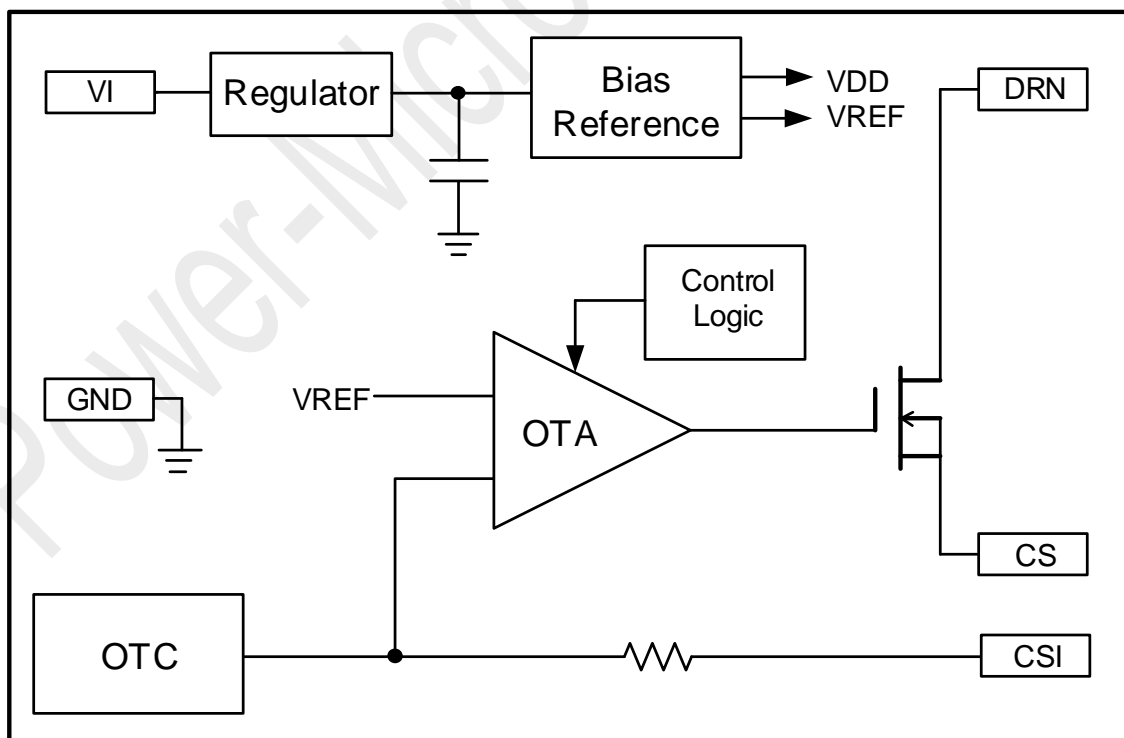 VI
Regulator
Bias
Reference
VDD
VREF
DRN
Control
Logic
GND
VREF
OTA
CS
OTC
CSI
Power-Micro